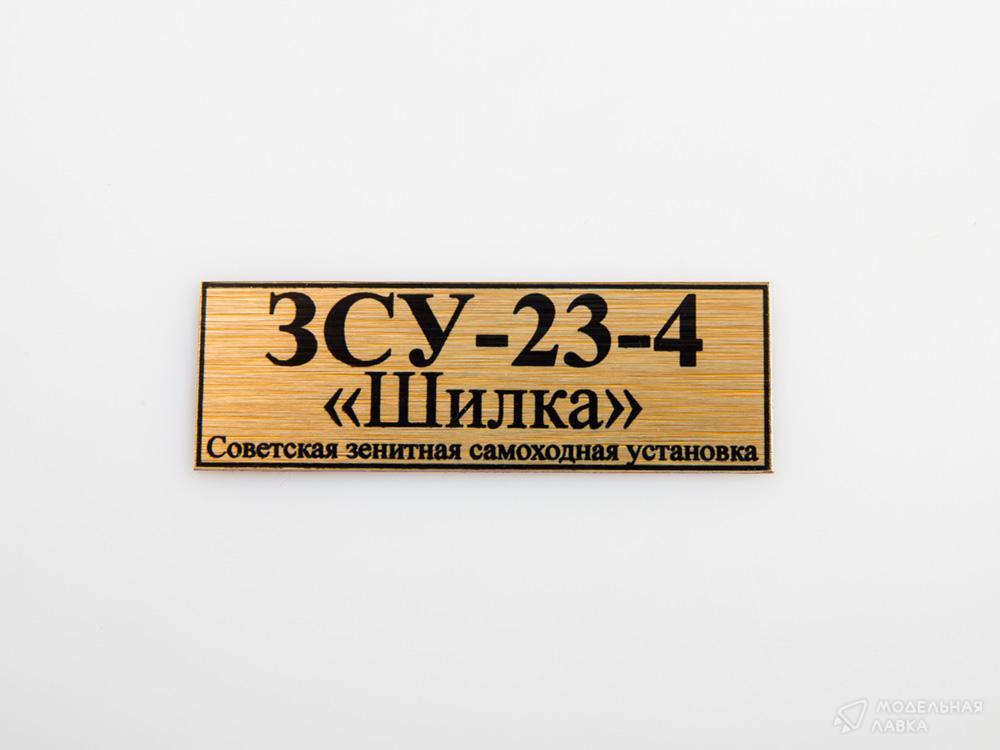 ЗСУ-23-4
«Шилка»
Советская зенитная самоходная установка
МОДЕЛЬНАЯ
ЛАВКА